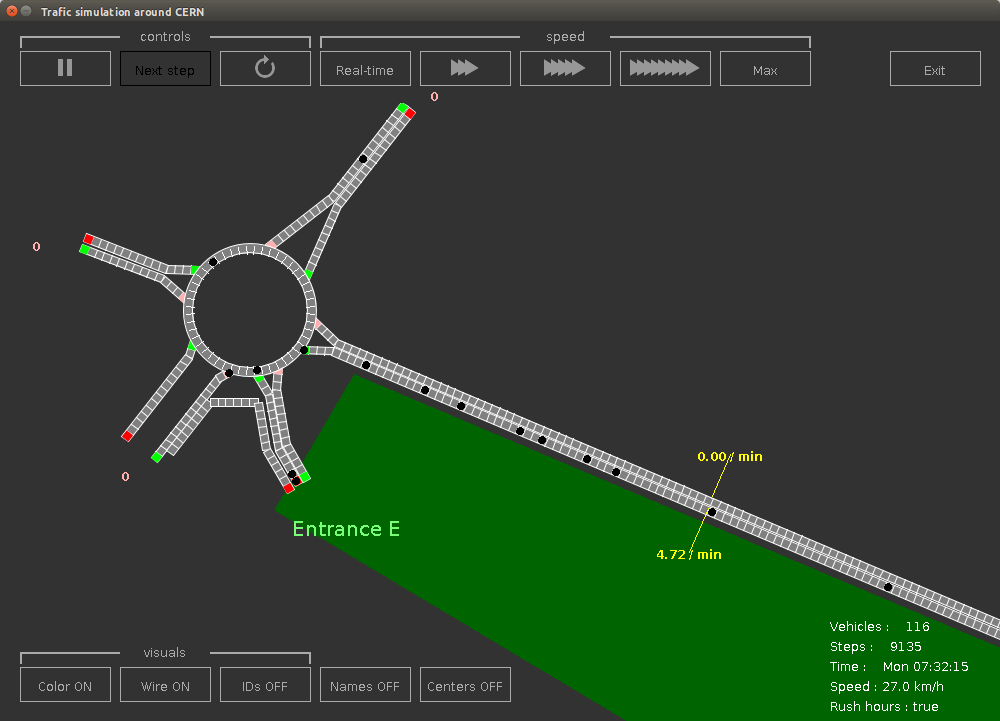 Trafic simulation around CERN
controls
speed
Next step
Real-time
Max
Exit
0
0
0.00 / min
0
Entrance E
4.72 / min
Vehicles : 116
Steps : 9135
Time : Mon 07:32:15
Speed : 27.0 km/h
Rush hours : true
visuals
Color ON
Wire ON
IDs OFF
Names OFF
Centers OFF